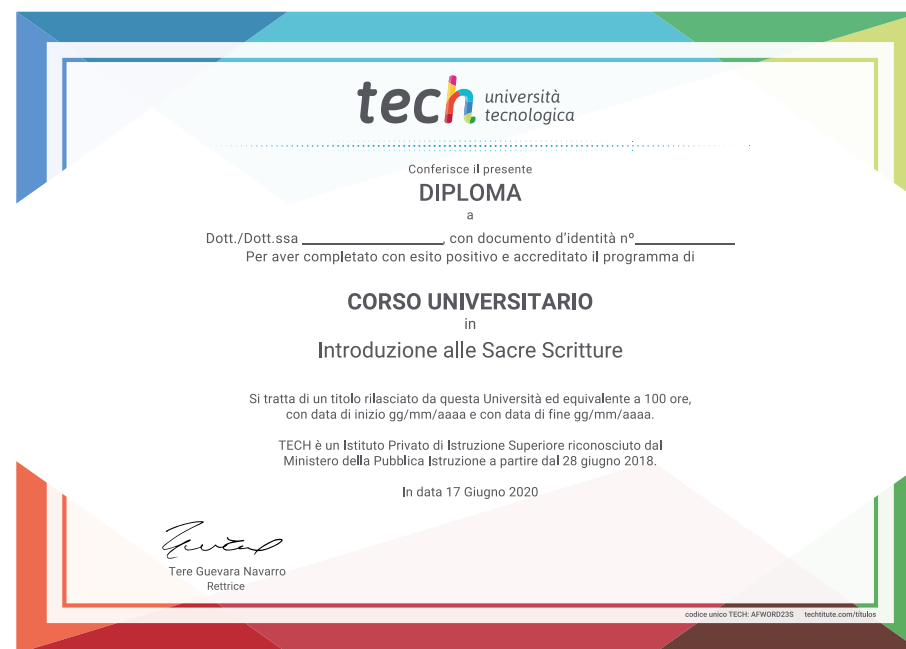 tech università
tecnologica
Conferisce il presente
DIPLOMA
a
Dott./Dott.ssa ____________________, con documento d'identità nº______________
Per aver completato con esito positivo e accreditato il programma di
CORSO UNIVERSITARIO
in
Introduzione alle Sacre Scritture
Si tratta di un titolo rilasciato da questa Università ed equivalente a 100 ore,
con data di inizio gg/mm/aaaa e con data di fine gg/mm/aaaa.
TECH è un Istituto Privato di Istruzione Superiore riconosciuto dal
Ministero della Pubblica Istruzione a partire dal 28 giugno 2018.
In data 17 Giugno 2020
Tere Guevara Navarro
Rettrice
codice unico TECH: AFWORD23S techtitute.com/titulos